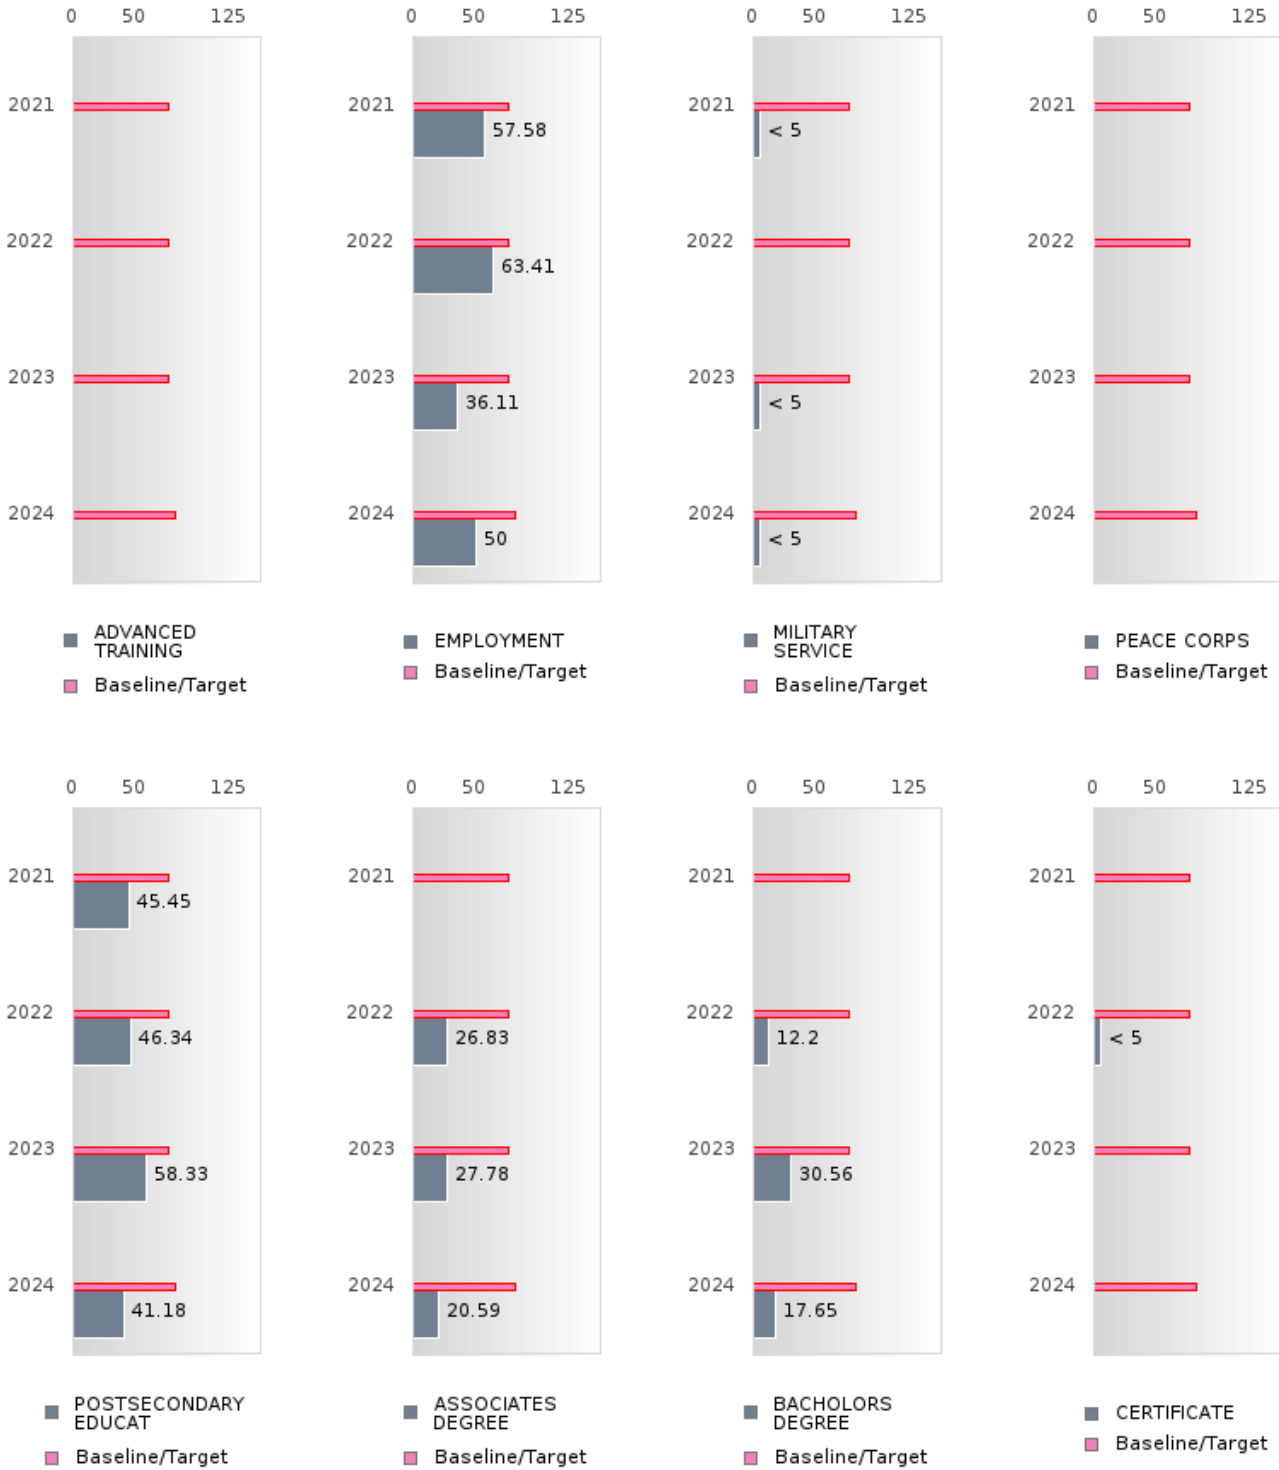 0 50 125
2021
2022
2023
2024
ADVANCED
TRAINING
Baseline/Target
0 50 125
2021
57.58
2022
63.41
2023
36.11
2024
50
EMPLOYMENT
Baseline/Target
0 50 125
2021
< 5
2022
2023
< 5
2024
< 5
MILITARY
SERVICE
Baseline/Target
0 50 125
2021
2022
2023
2024
PEACE CORPS
Baseline/Target
0 50 125
2021
45.45
2022
46.34
2023
58.33
2024
41.18
POSTSECONDARY
EDUCAT
Baseline/Target
0 50 125
2021
2022
26.83
2023
27.78
2024
20.59
ASSOCIATES
DEGREE
Baseline/Target
0 50 125
2021
2022
12.2
2023
30.56
2024
17.65
BACHOLORS
DEGREE
Baseline/Target
0 50 125
2021
2022
< 5
2023
2024
CERTIFICATE
Baseline/Target